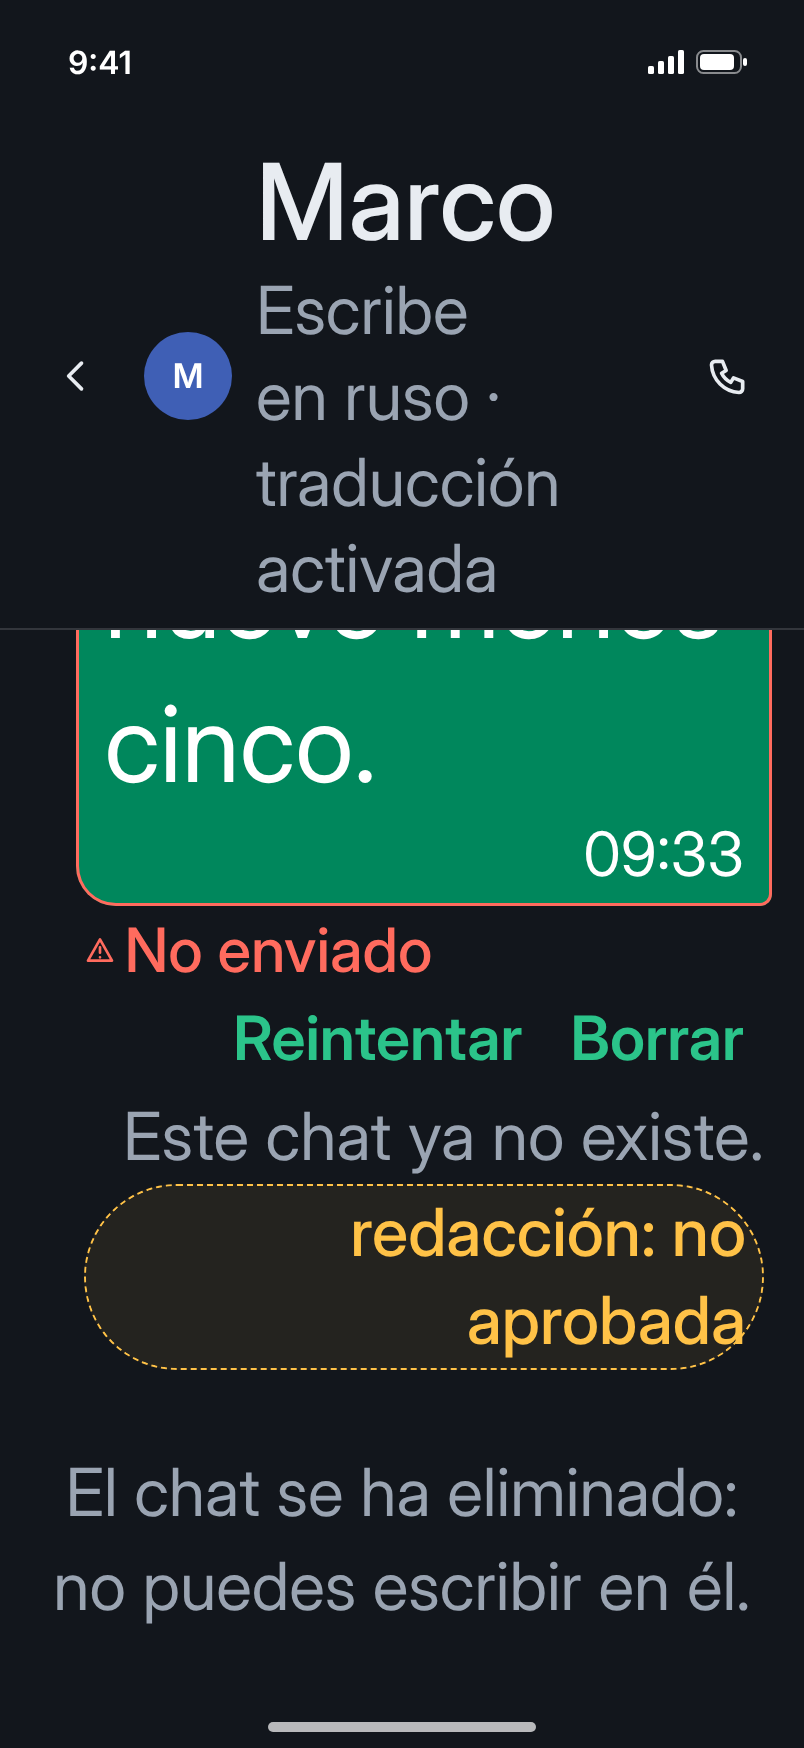 9:41
Marco
Escribe
en ruso ·
traducción
activada
M
cinco.
09:33
No enviado
Reintentar Borrar
Este chat ya no existe.
redacción: no
aprobada
El chat se ha eliminado:
no puedes escribir en él.